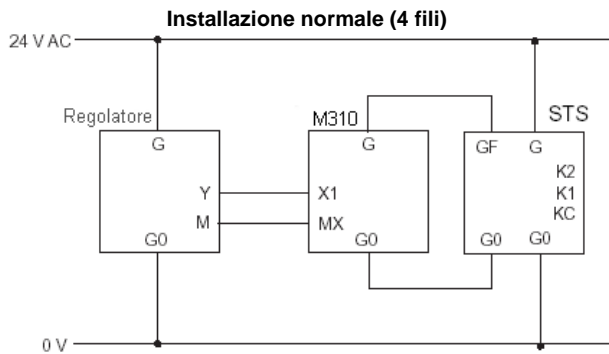 Installazione normale (4 fili)
24 V AC
Regolatore
M310
STS
G
G
GF
G
K2
Y
X1
K1
M
MX
KC
G0
G0
G0
G0
0 V